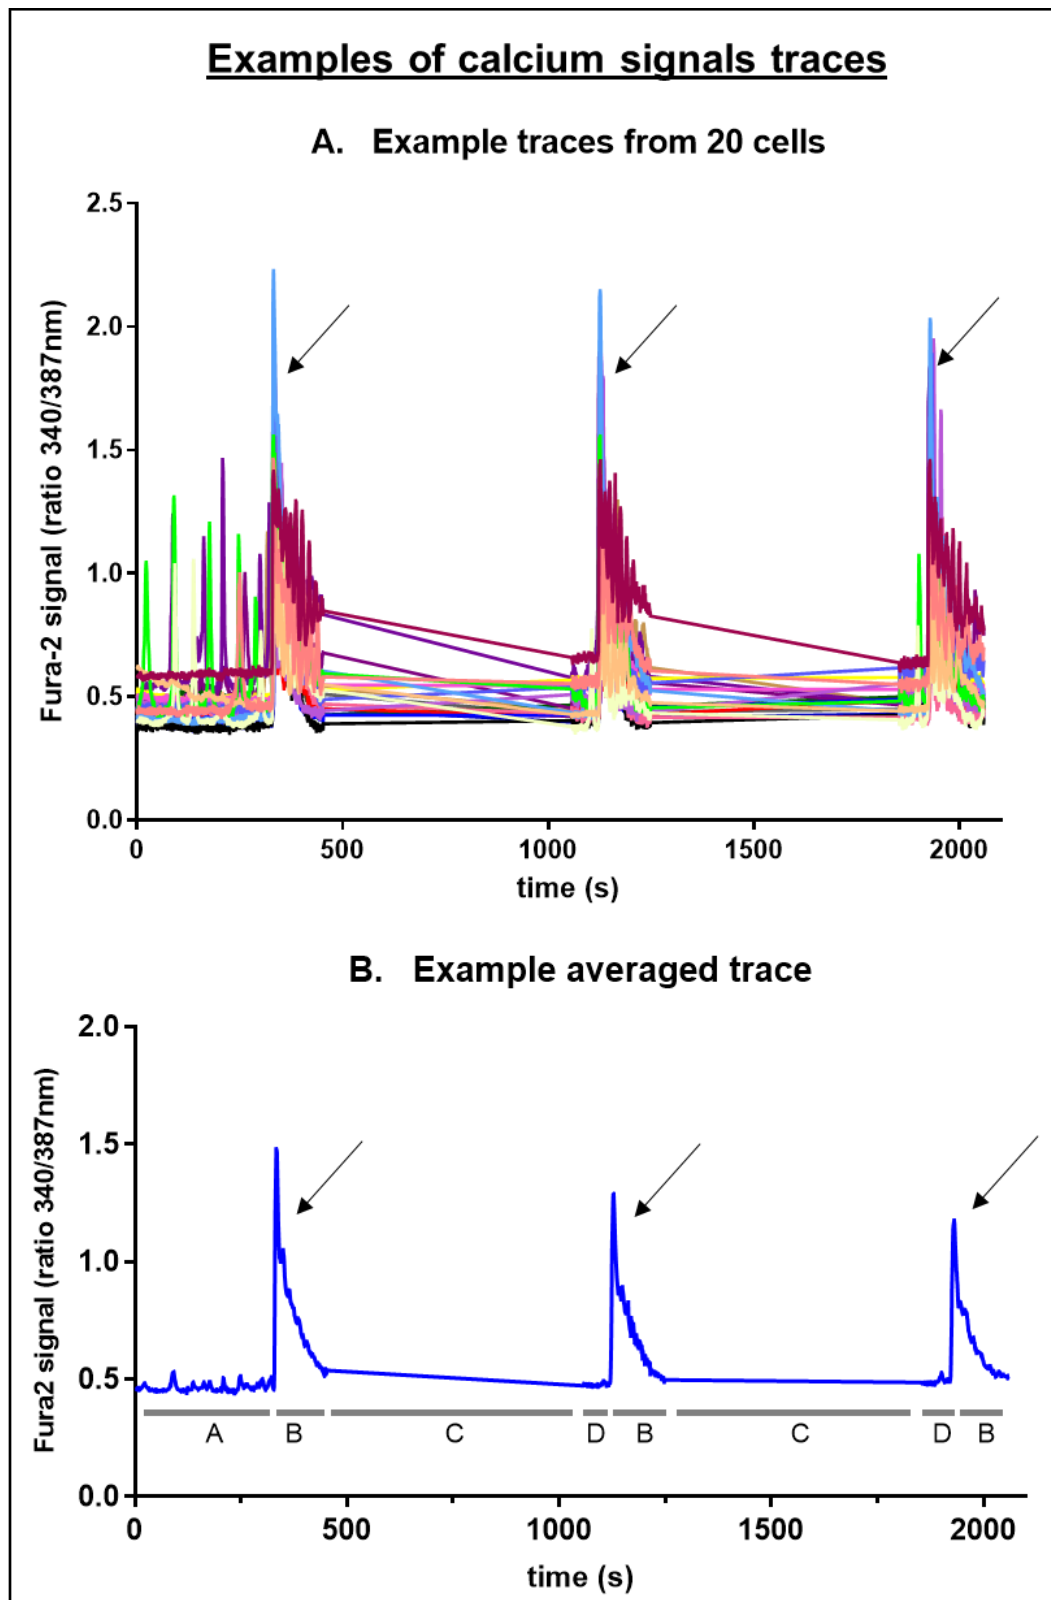 Examples of calcium signals traces
A. Example traces from 20 cells
2.5
2.0
1.5
1.0
0.5
0.0
Fura-2 signal (ratio 340/387nm)
0 500 1000 1500 2000
time (s)
B. Example averaged trace
2.0
1.5
1.0
0.5
0.0
Fura2 signal (ratio 340/387nm)
A B C D B C D B
0 500 1000 1500 2000
time (s)